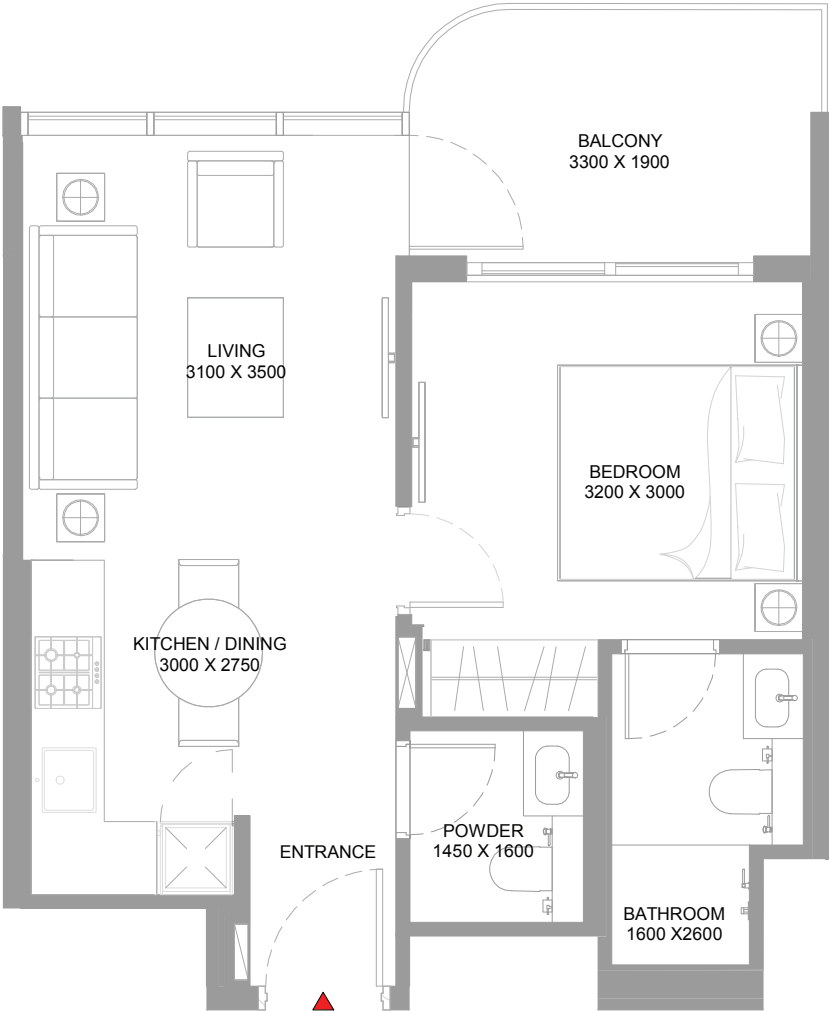 BALCONY
3300 X 1900
LIVING
3100 X 3500
BEDROOM
3200 X 3000
KITCHEN / DINING
3000 X 2750
POWDER
1450 X 1600
ENTRANCE
BATHROOM
1600 X2600